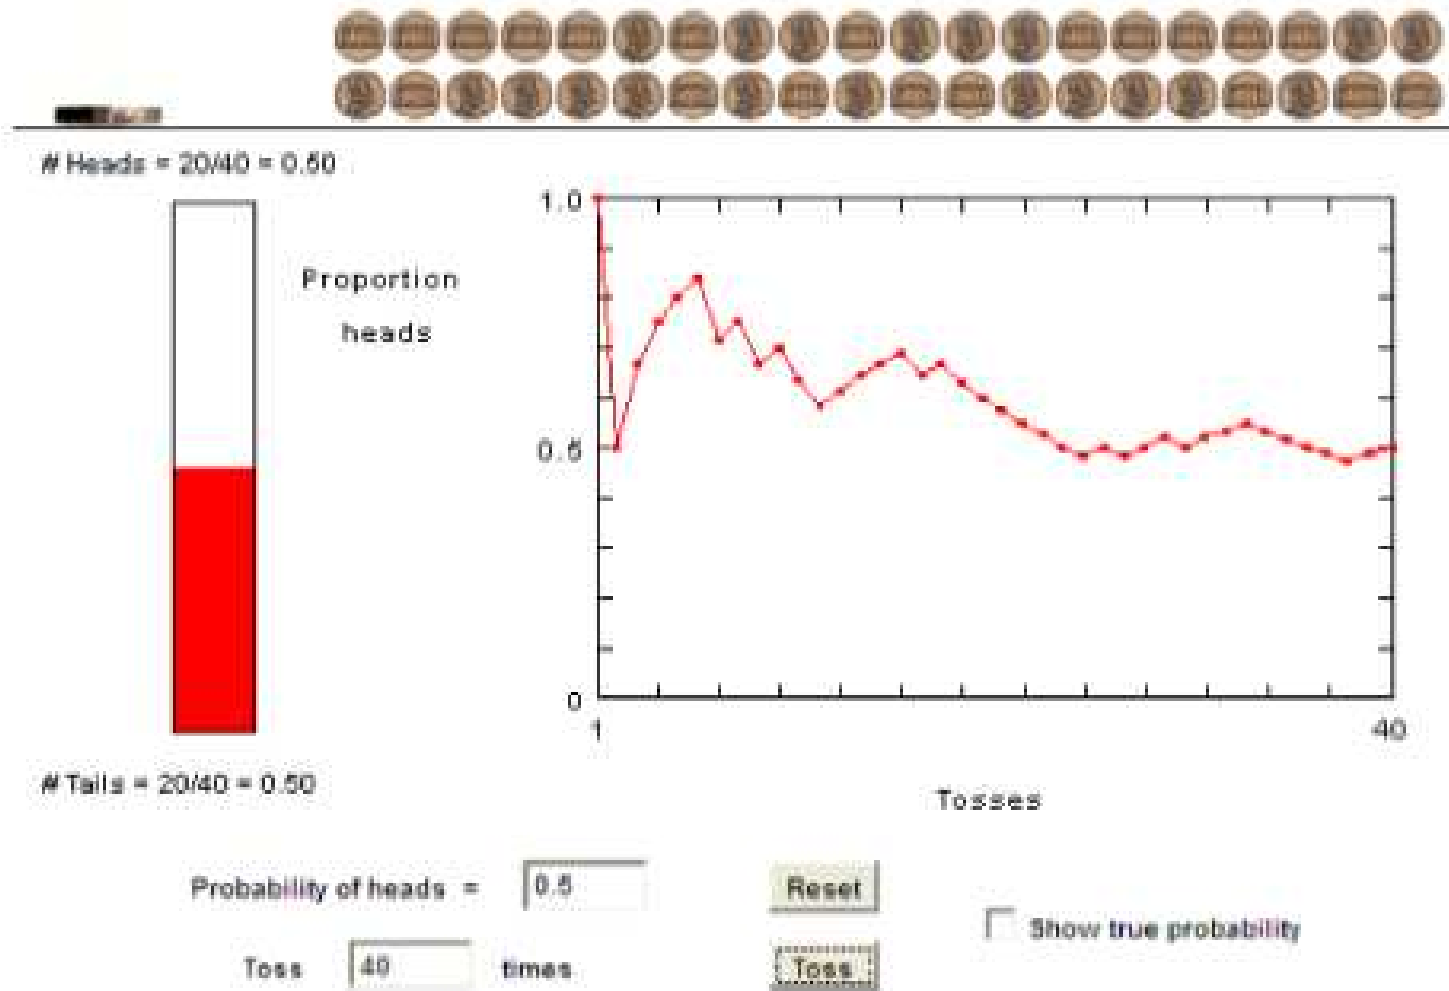 # Heads = 20/40 = 0.50
Proportion
heads
1.0
0.5
0
1
40
Tosses
# Tails = 20/40 = 0.50
Probability of heads = 0.5
Reset
Show true probability
Toss 40 times
Toss